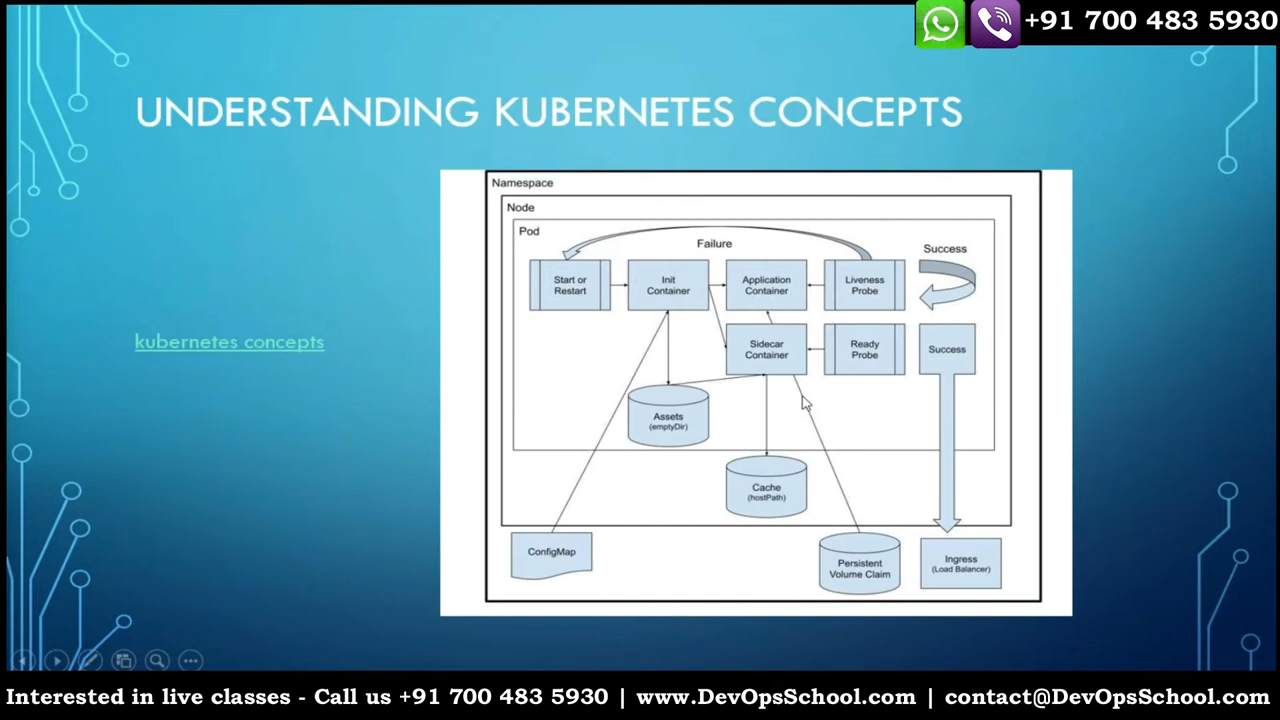 +91 700 483 5930
UNDERSTANDING KUBERNETES CONCEPTS
kubernetes concepts
Namespace
Node
Pod
Failure
Success
Start or
Restart
Init
Container
Application
Container
Liveness
Probe
Sidecar
Container
Ready
Probe
Success
Assets
(emptyDir)
Cache
(hostPath)
ConfigMap
Persistent
Volume Claim
Ingress
(Load Balancer)
Interested in live classes - Call us +91 700 483 5930 | www.DevOpsSchool.com | contact@DevOpsSchool.com